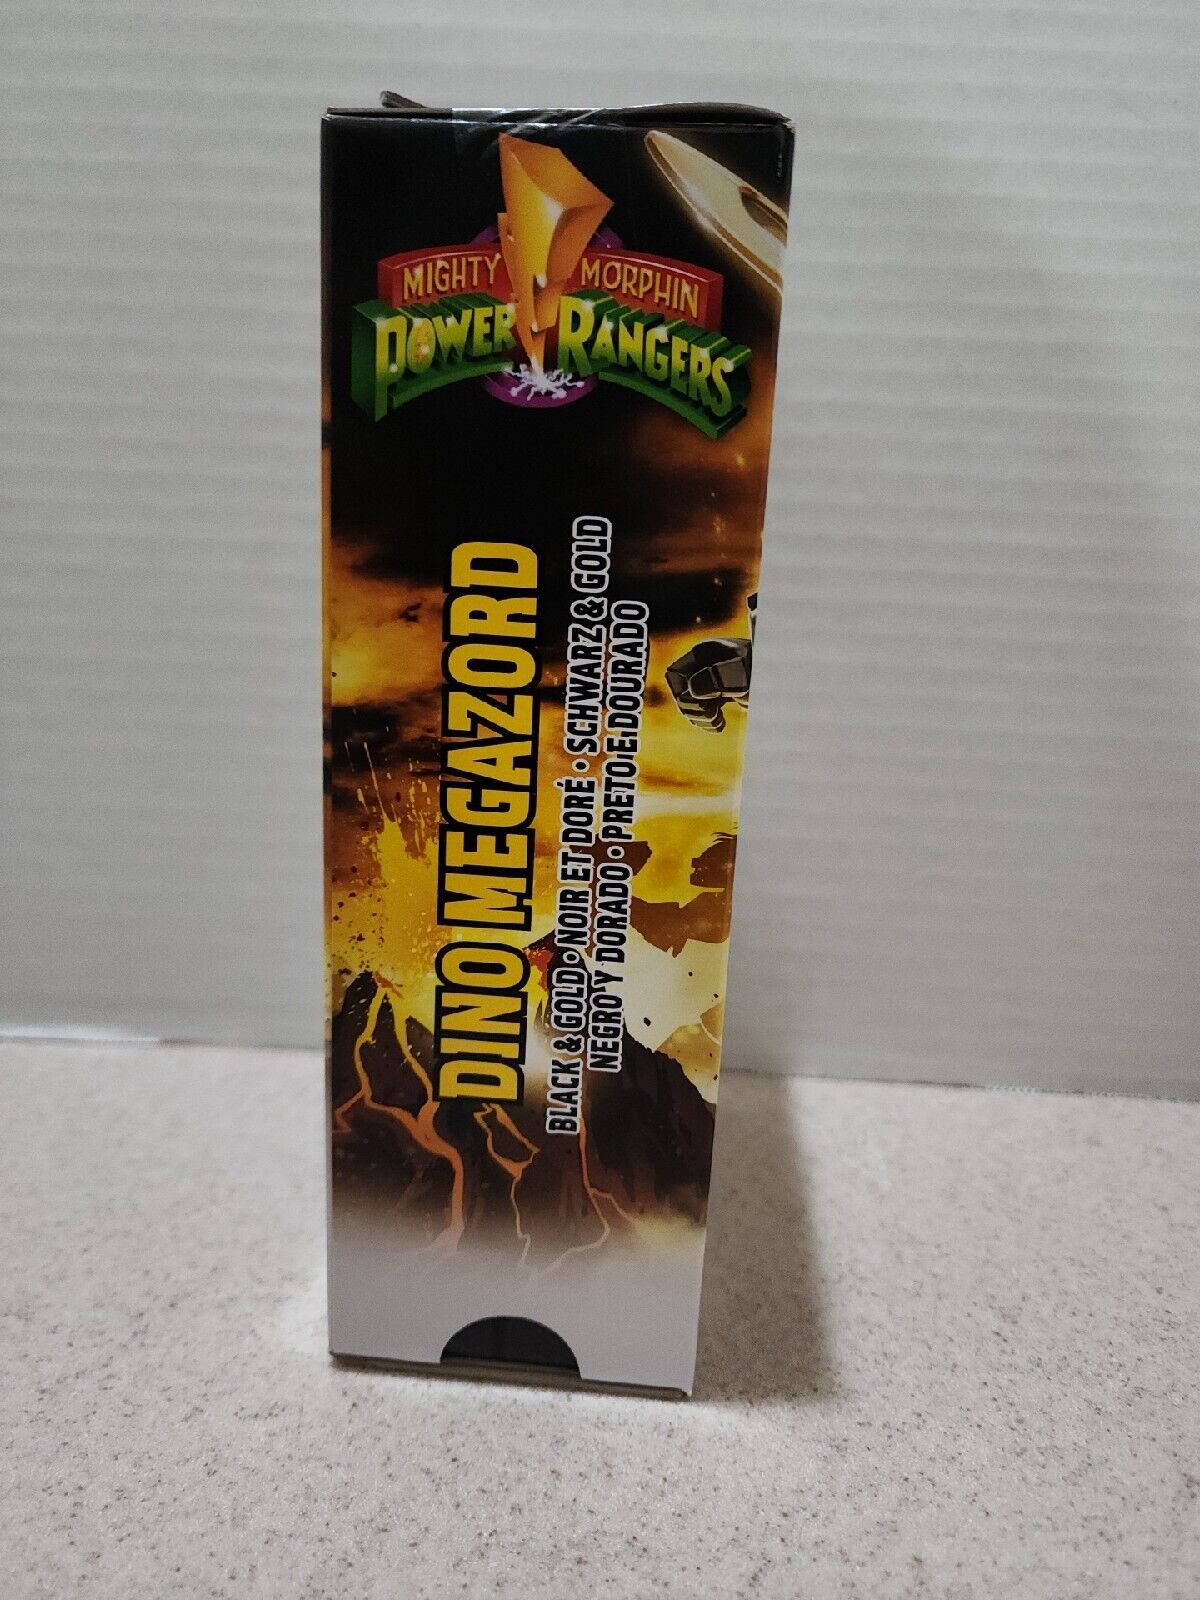 MIGHTY MORPHIN
POWER RANGERS
DINO MEGAZORD
BLACK & GOLD • NOIR ET DORÉ • SCHWARZ & GOLD
NEGRO Y DORADO • PRETO E DOURADO